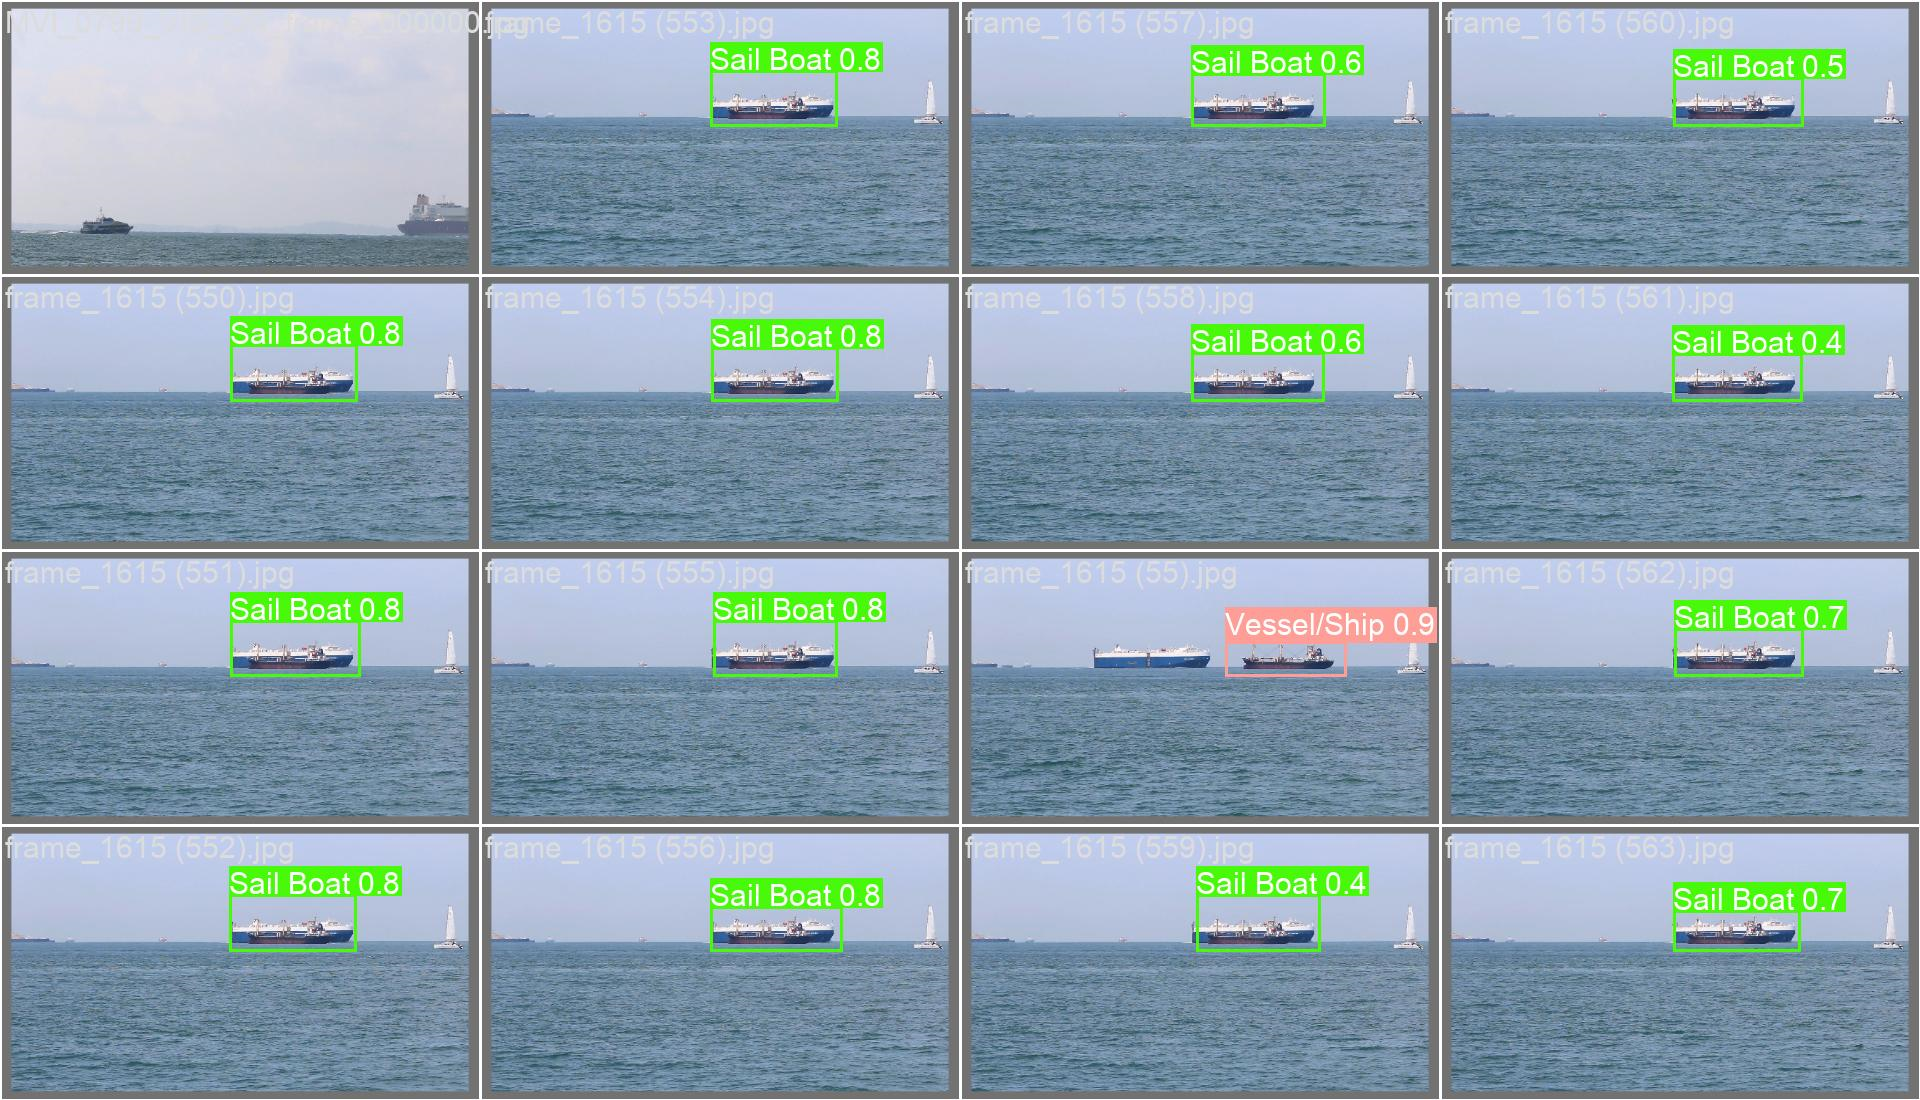 frame_1615 (553).jpg
Sail Boat 0.8
frame_1615 (557).jpg
Sail Boat 0.6
frame_1615 (560).jpg
Sail Boat 0.5
frame_1615 (550).jpg
Sail Boat 0.8
frame_1615 (554).jpg
Sail Boat 0.8
frame_1615 (558).jpg
Sail Boat 0.6
frame_1615 (561).jpg
Sail Boat 0.4
frame_1615 (551).jpg
Sail Boat 0.8
frame_1615 (555).jpg
Sail Boat 0.8
frame_1615 (55).jpg
Vessel/Ship 0.9
frame_1615 (562).jpg
Sail Boat 0.7
frame_1615 (552).jpg
Sail Boat 0.8
frame_1615 (556).jpg
Sail Boat 0.8
frame_1615 (559).jpg
Sail Boat 0.4
frame_1615 (563).jpg
Sail Boat 0.7